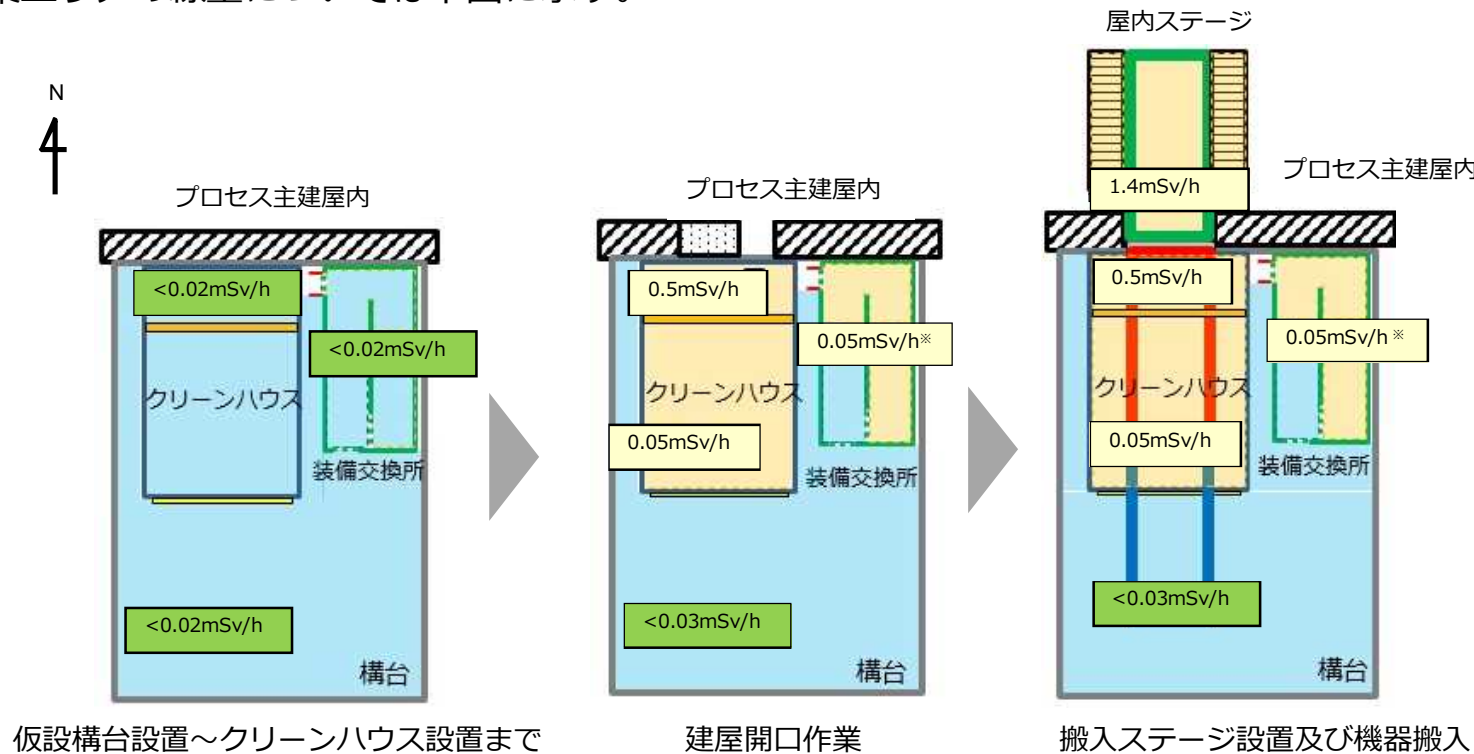 屋内ステージ
N
プロセス主建屋内
<0.02mSv/h
<0.02mSv/h
クリーンハウス
装備交換所
<0.02mSv/h
構台
仮設構台設置～クリーンハウス設置まで
プロセス主建屋内
0.5mSv/h
0.05mSv/h※
クリーンハウス
0.05mSv/h
装備交換所
<0.03mSv/h
構台
建屋開口作業
プロセス主建屋内
1.4mSv/h
0.5mSv/h
0.05mSv/h※
クリーンハウス
0.05mSv/h
装備交換所
<0.03mSv/h
構台
搬入ステージ設置及び機器搬入